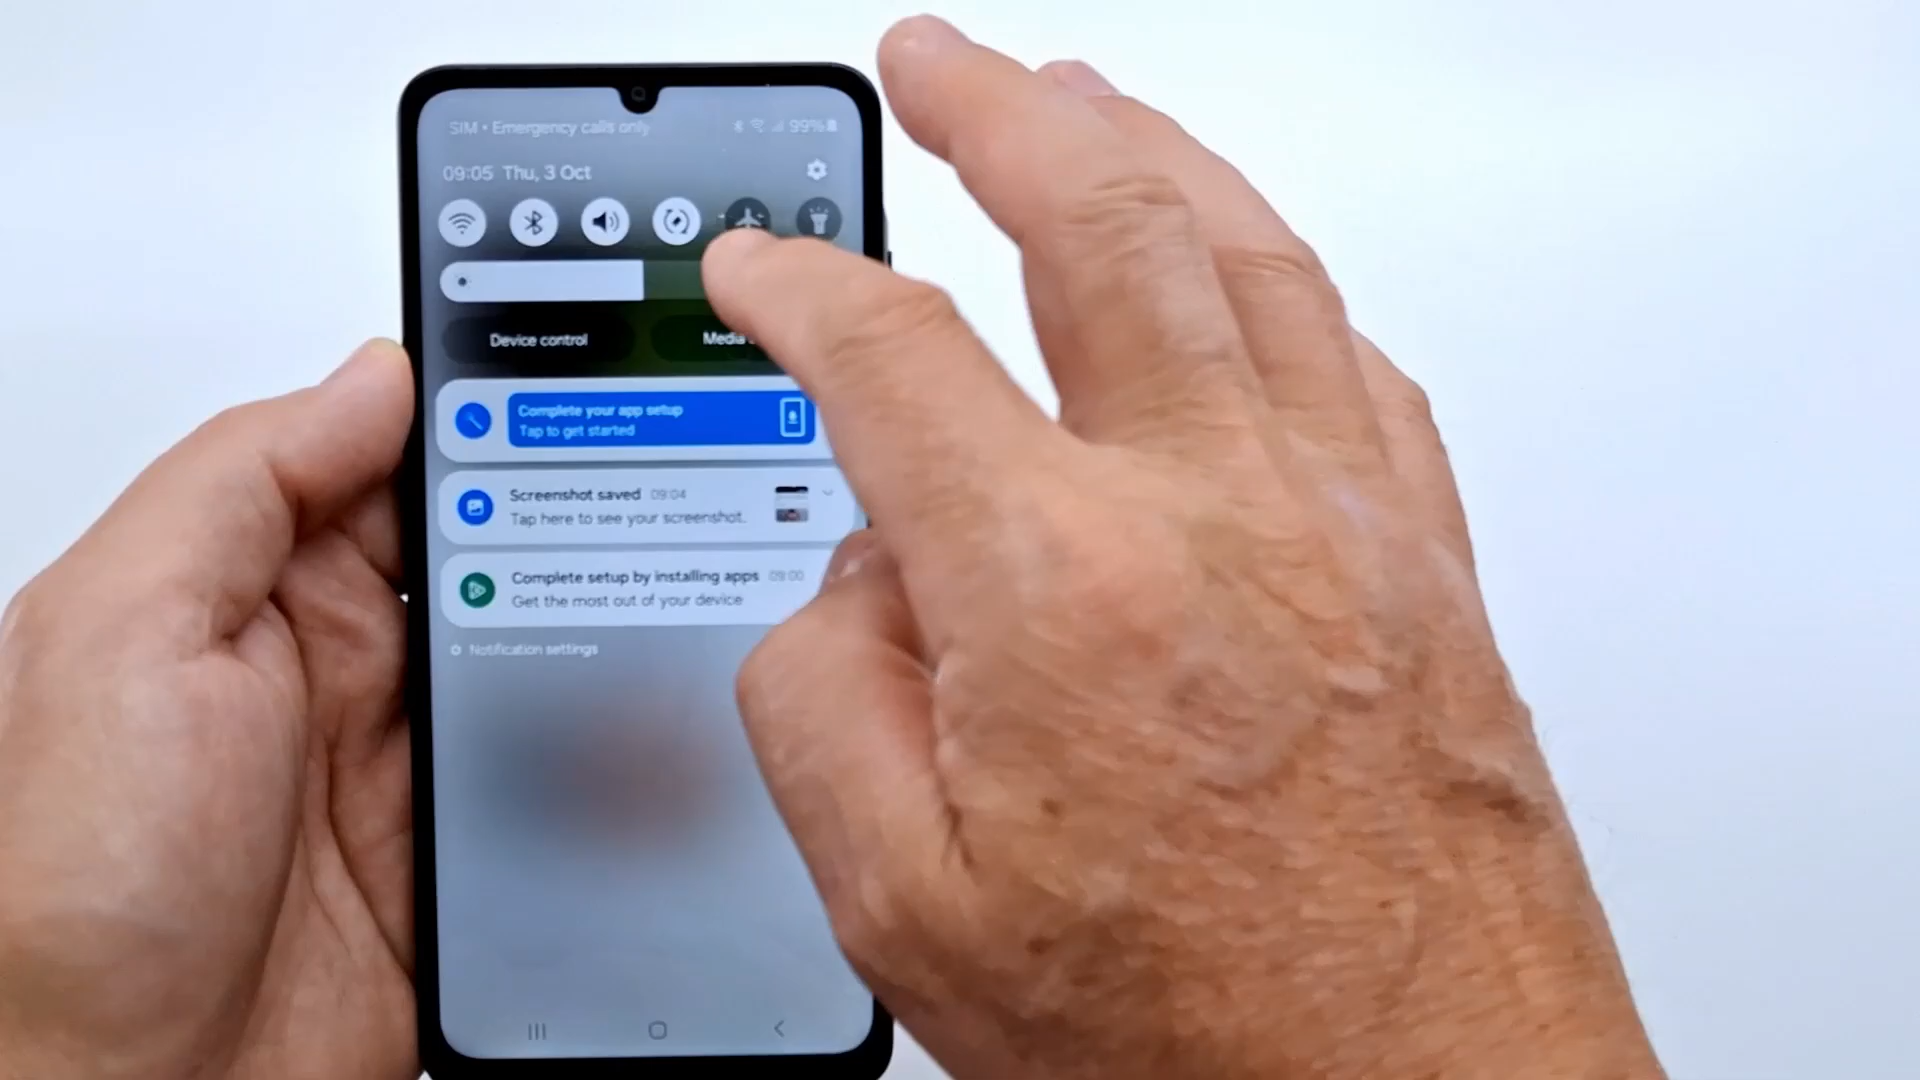 SIM • Emergency calls only 99%
09:05 Thu, 3 Oct
Device control Media
Complete your app setup
Tap to get started
Screenshot saved 09:04
Tap here to see your screenshot.
Complete setup by installing apps 09:00
Get the most out of your device
Notification settings